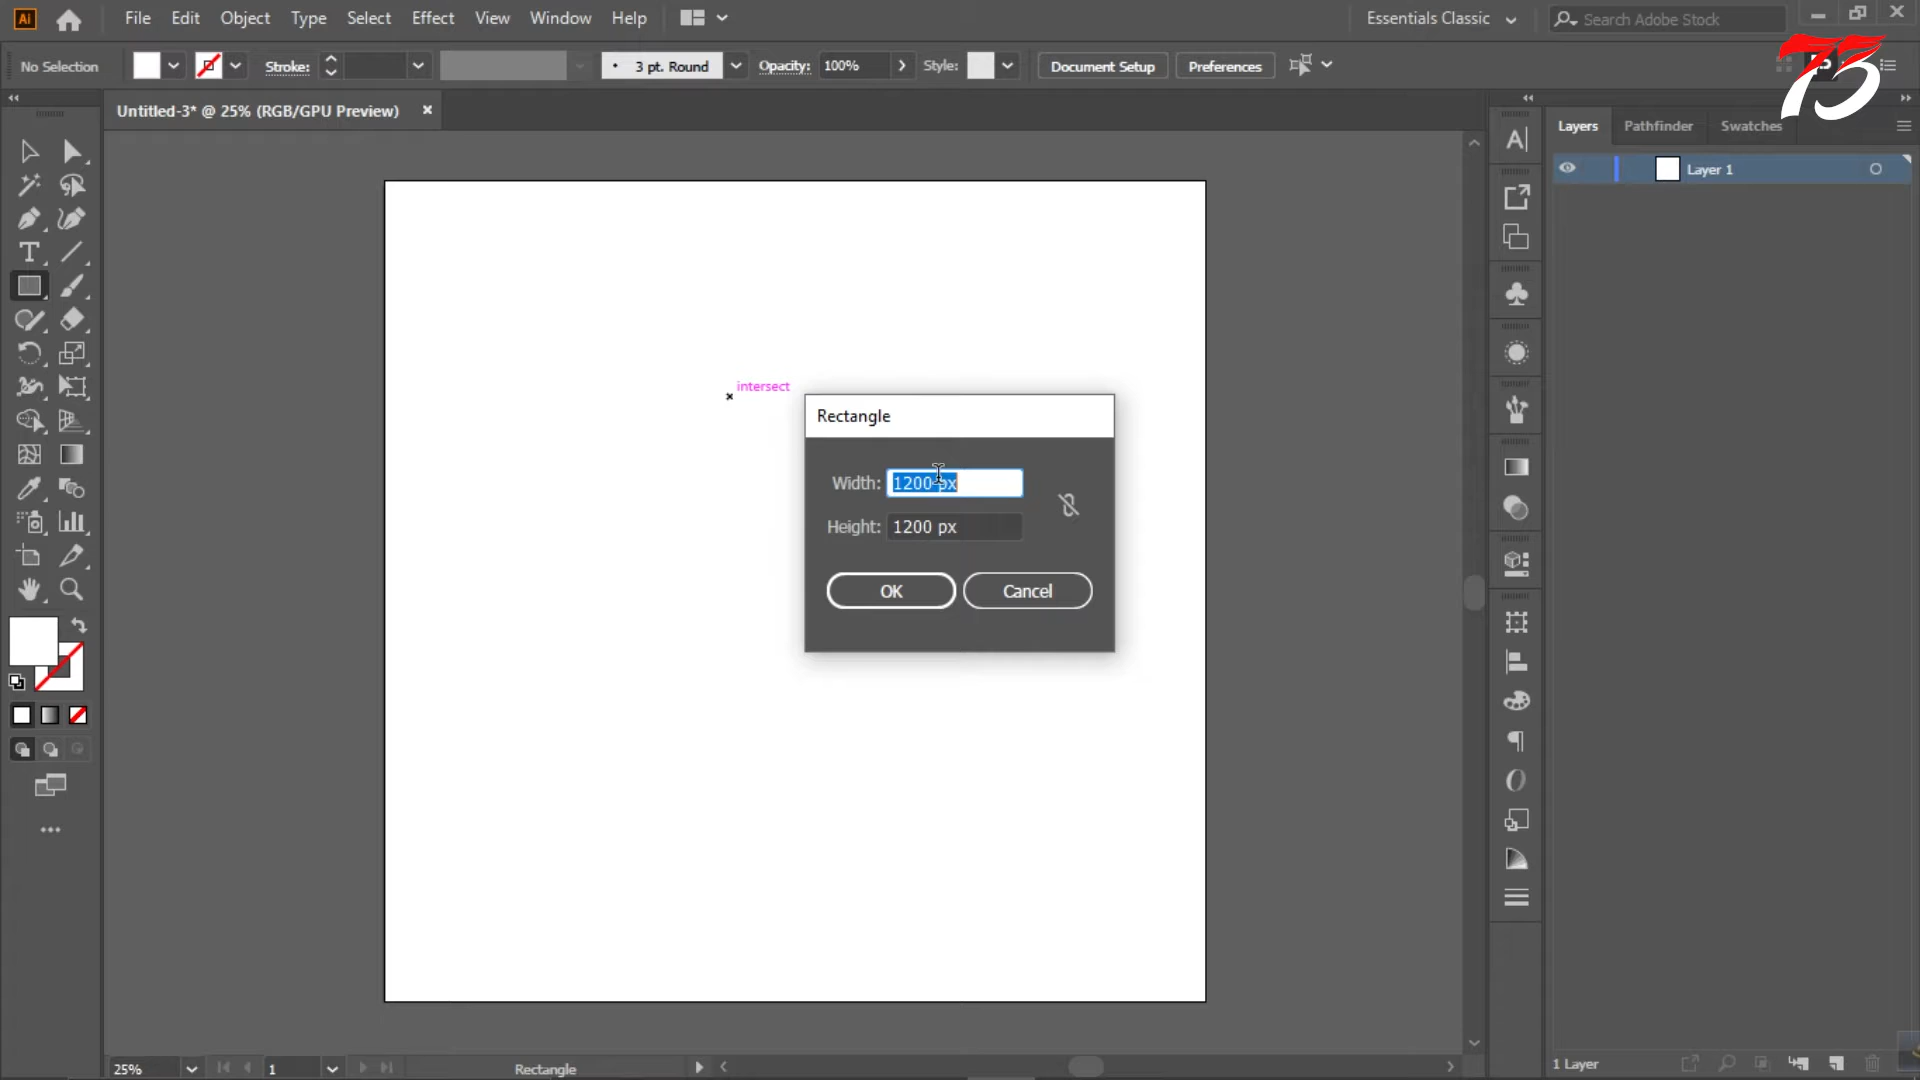 Ai File Edit Object Type Select Effect View Window Help Essentials Classic Search Adobe Stock
No Selection Stroke: 3 pt. Round Opacity: 100% Style: Document Setup Preferences
73
Untitled-3* @ 25% (RGB/GPU Preview)
Layers Pathfinder Swatches
Layer 1
intersect
Rectangle
Width: 1200 px
Height: 1200 px
OK Cancel
1 Layer
25% 1 Rectangle